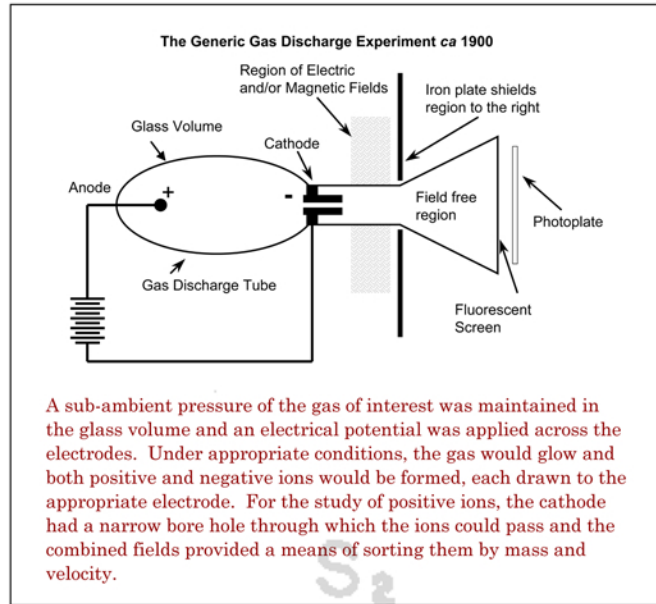 The Generic Gas Discharge Experiment ca 1900
Region of Electric
and/or Magnetic Fields
Iron plate shields
region to the right
Glass Volume
Cathode
Anode
+
-
Field free
region
Photoplate
Gas Discharge Tube
Fluorescent
Screen
A sub-ambient pressure of the gas of interest was maintained in
the glass volume and an electrical potential was applied across the
electrodes. Under appropriate conditions, the gas would glow and
both positive and negative ions would be formed, each drawn to the
appropriate electrode. For the study of positive ions, the cathode
had a narrow bore hole through which the ions could pass and the
combined fields provided a means of sorting them by mass and
velocity.
S2